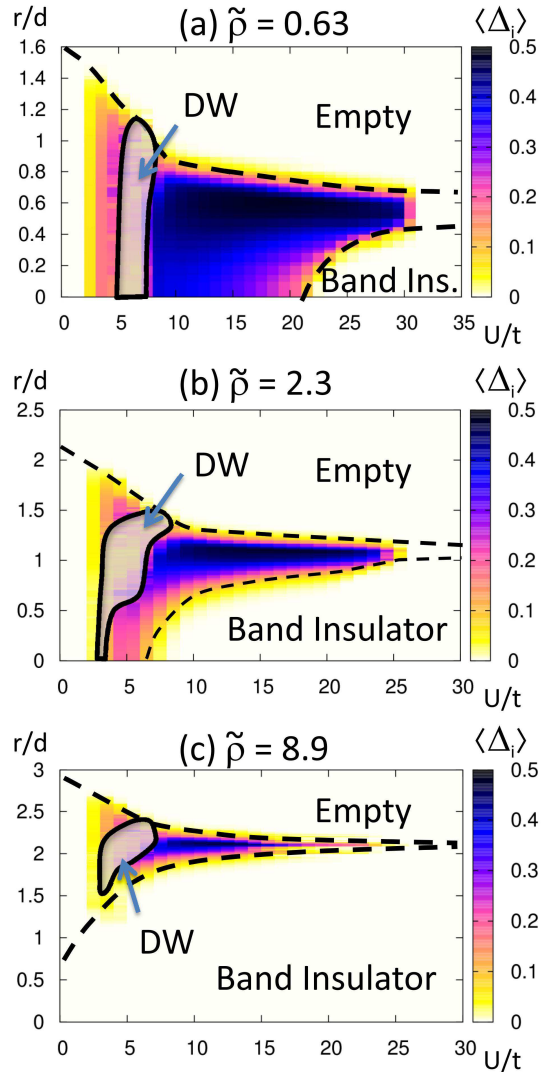 r/d (a) ρ̃ = 0.63 ⟨Δᵢ⟩
1.6
1.4
1.2
1
0.8
0.6
0.4
0.2
0
DW
Empty
Band Ins.
0.5
0.4
0.3
0.2
0.1
0
0 5 10 15 20 25 30 35
U/t
r/d (b) ρ̃ = 2.3 ⟨Δᵢ⟩
2.5
2
1.5
1
0.5
0
DW
Empty
Band Insulator
0.5
0.4
0.3
0.2
0.1
0
0 5 10 15 20 25 30
U/t
r/d (c) ρ̃ = 8.9 ⟨Δᵢ⟩
3
2.5
2
1.5
1
0.5
0
Empty
DW
Band Insulator
0.5
0.4
0.3
0.2
0.1
0
0 5 10 15 20 25 30
U/t